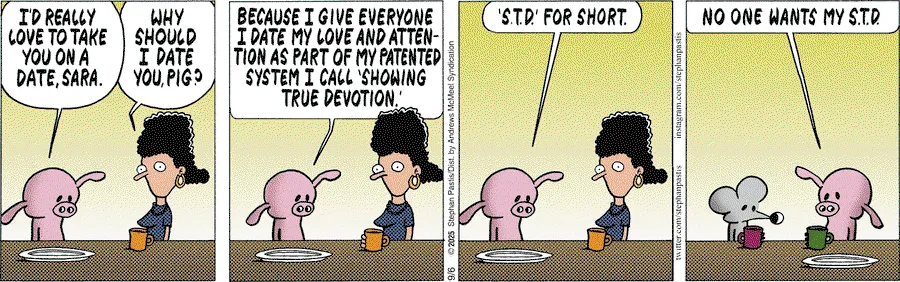 I'D REALLY
LOVE TO TAKE
YOU ON A
DATE, SARA.
WHY
SHOULD
I DATE
YOU, PIG?
BECAUSE I GIVE EVERYONE
I DATE MY LOVE AND ATTEN-
TION AS PART OF MY PATENTED
SYSTEM I CALL 'SHOWING
TRUE DEVOTION.'
9/6 © 2025 Stephan Pastis/Dist. by Andrews McMeel Syndication
'S.T.D.' FOR SHORT.
twitter.com/stephanpastis instagram.com/stephanpastis
NO ONE WANTS MY S.T.D.